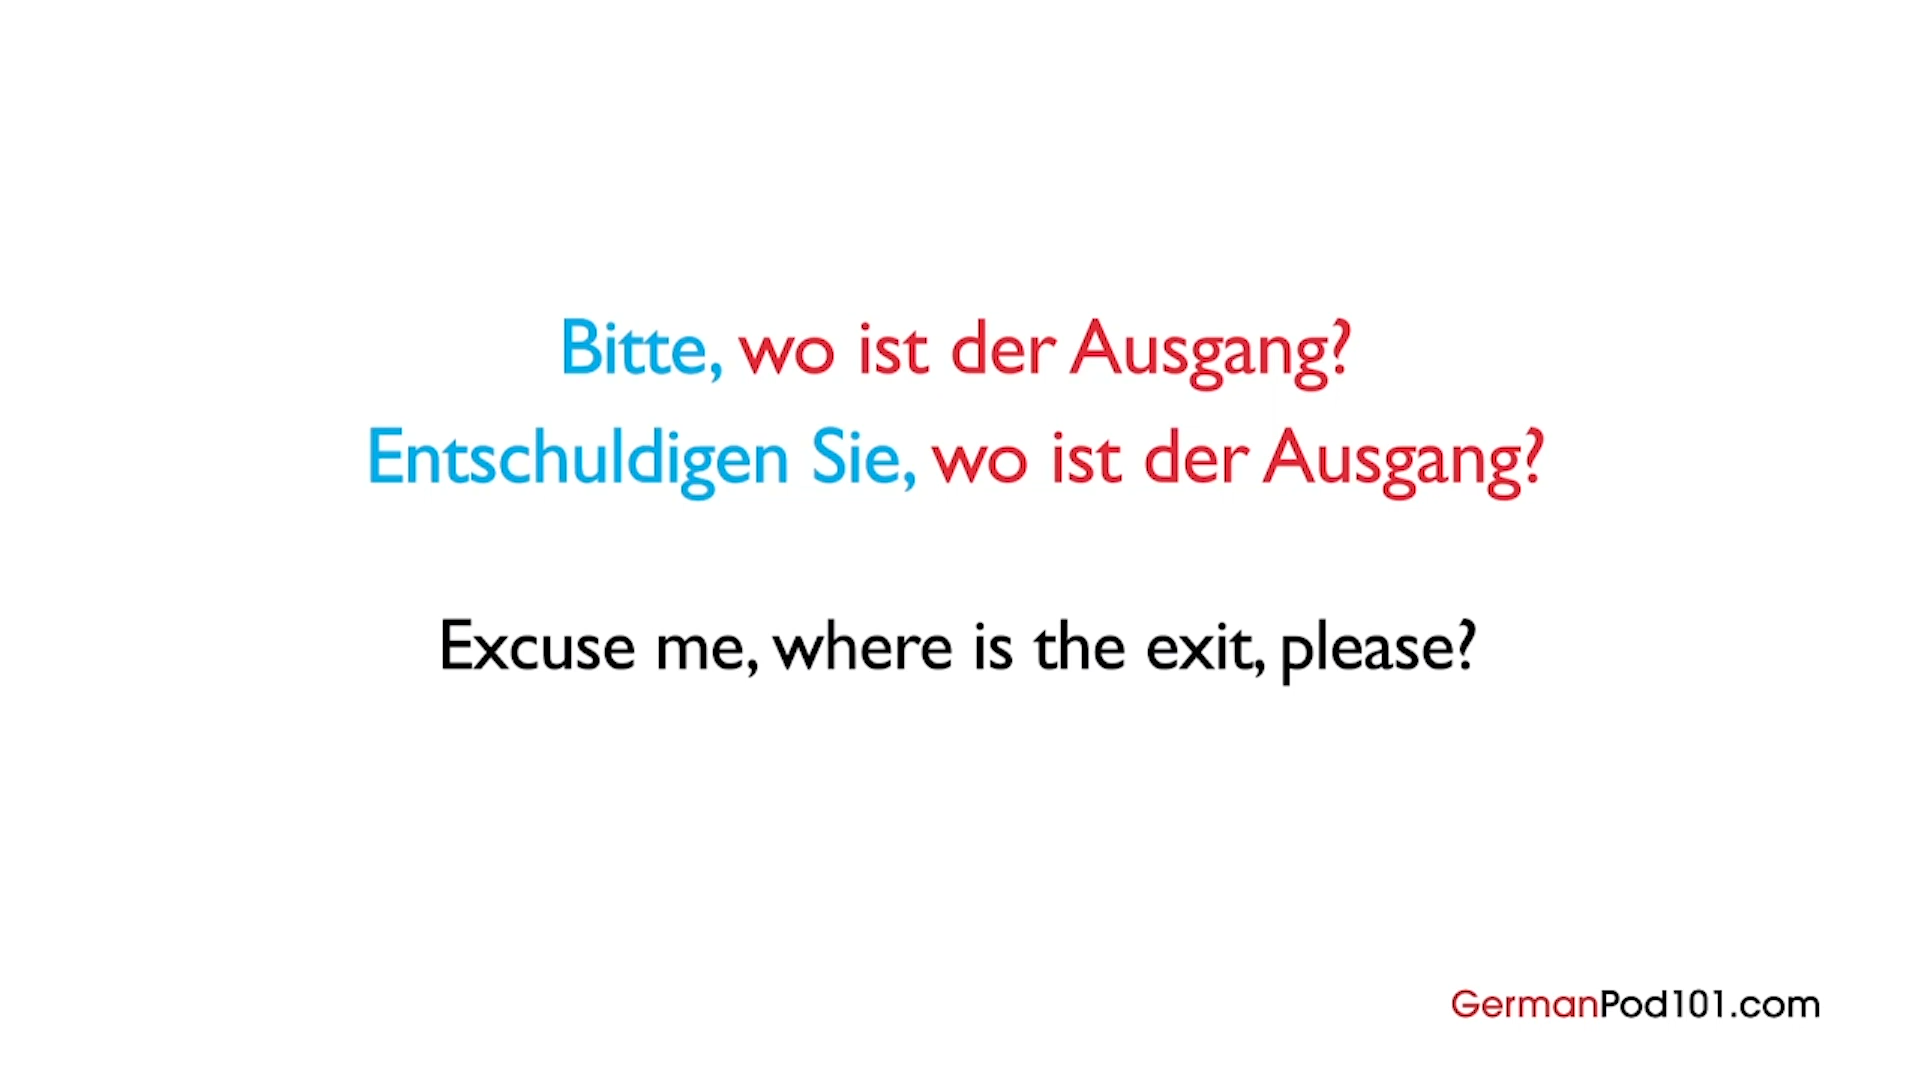 Bitte, wo ist der Ausgang?
Entschuldigen Sie, wo ist der Ausgang?
Excuse me, where is the exit, please?
GermanPod101.com